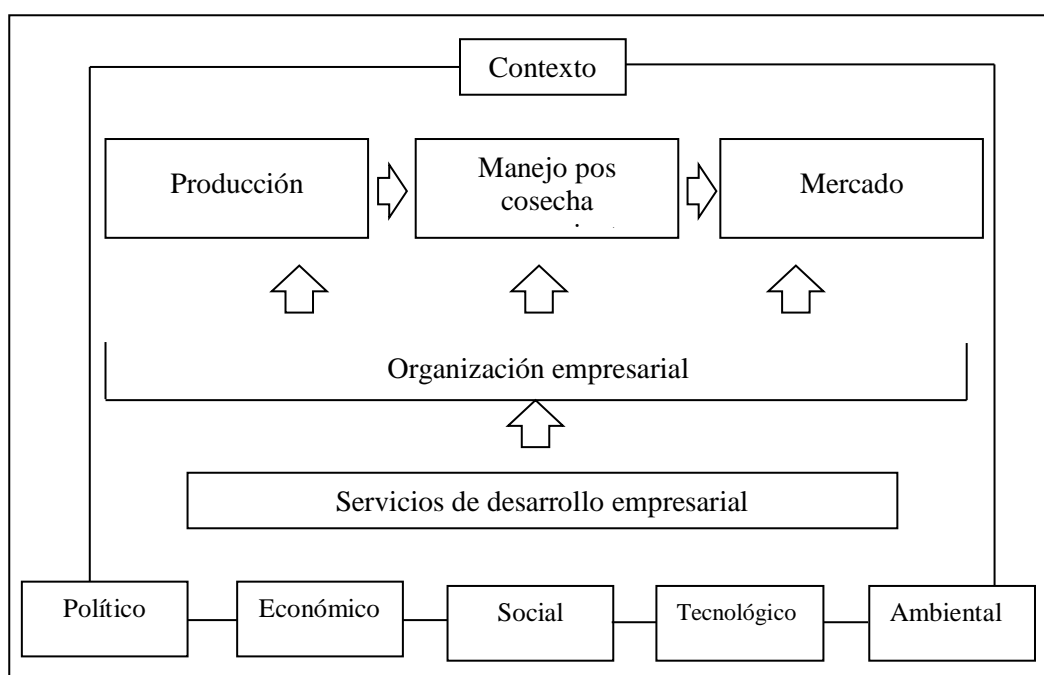 Contexto
Producción
Manejo pos
cosecha
Mercado
Organización empresarial
Servicios de desarrollo empresarial
Político
Económico
Social
Tecnológico
Ambiental